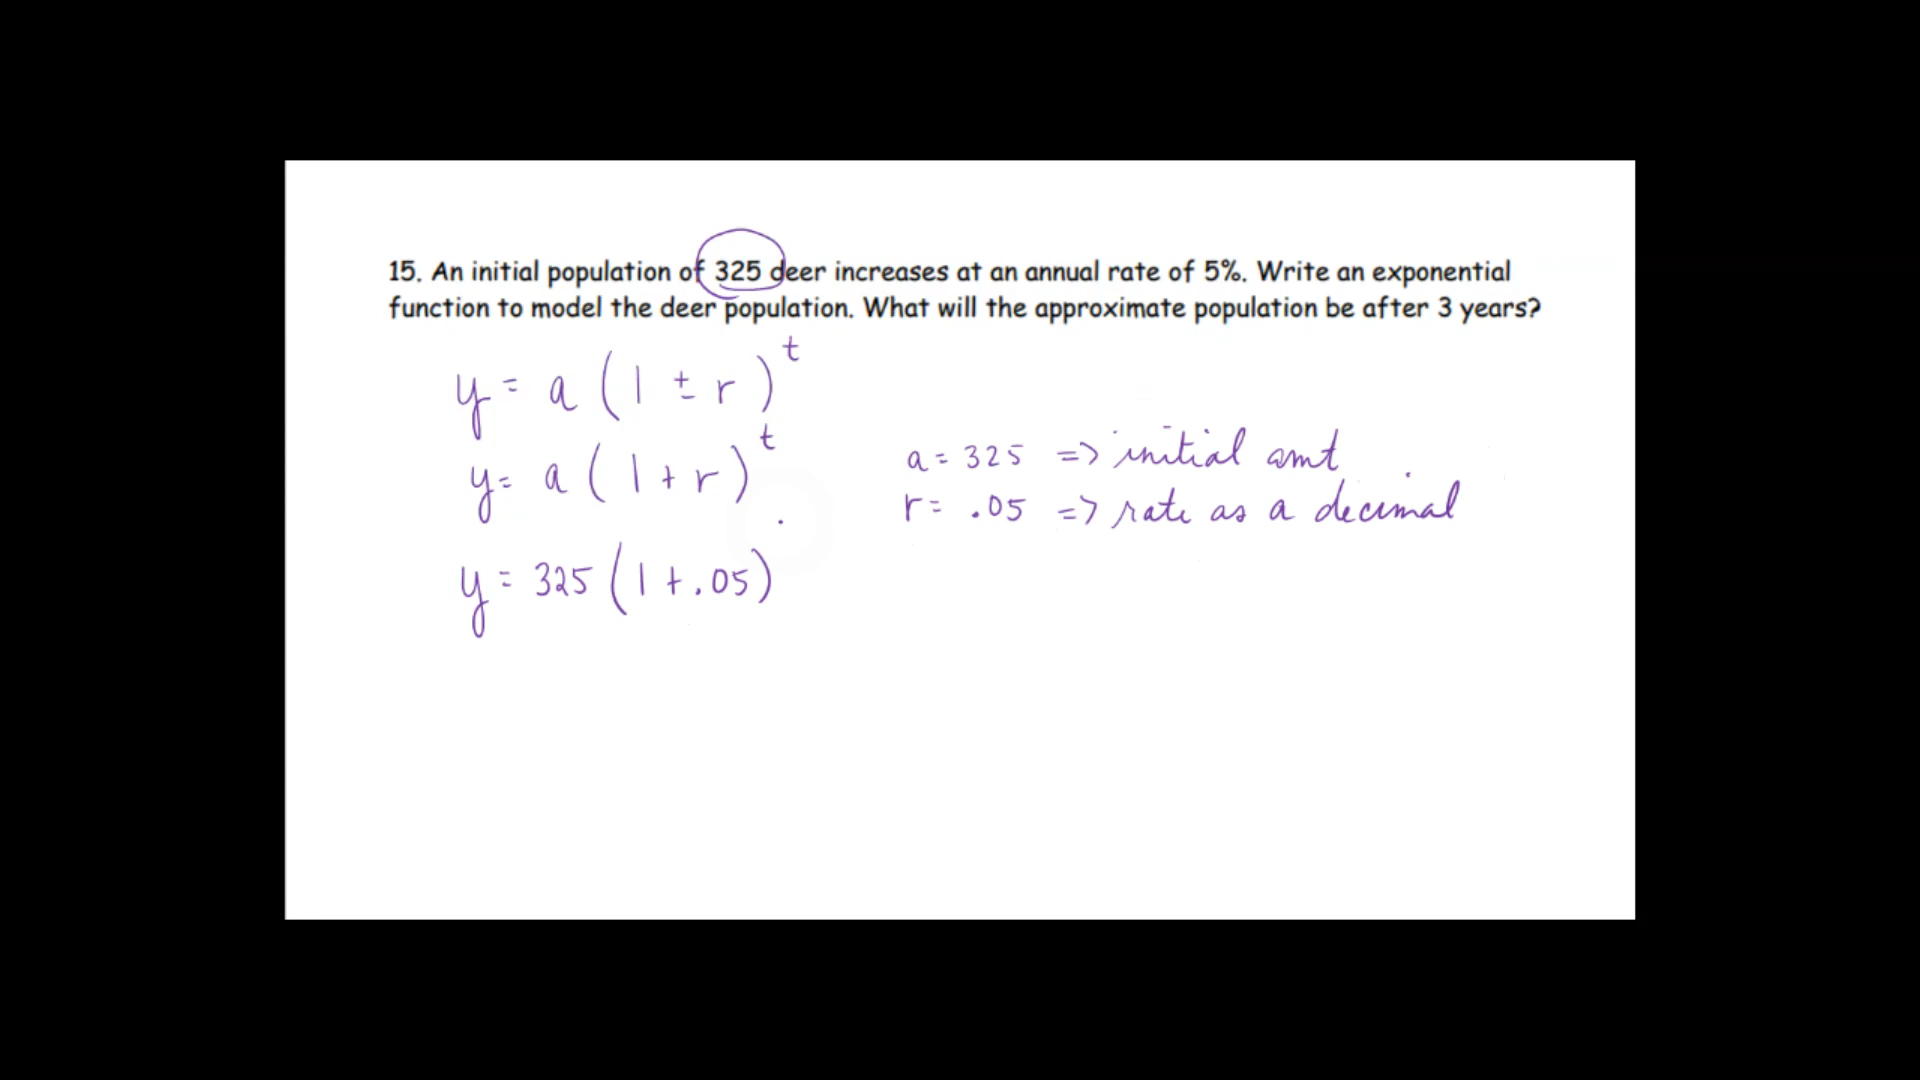 15. An initial population of 325 deer increases at an annual rate of 5%. Write an exponential
function to model the deer population. What will the approximate population be after 3 years?
y = a (1 ± r)^t
y = a (1 + r)^t
a = 325 => initial amt
r = .05 => rate as a decimal
y = 325 (1 + .05)